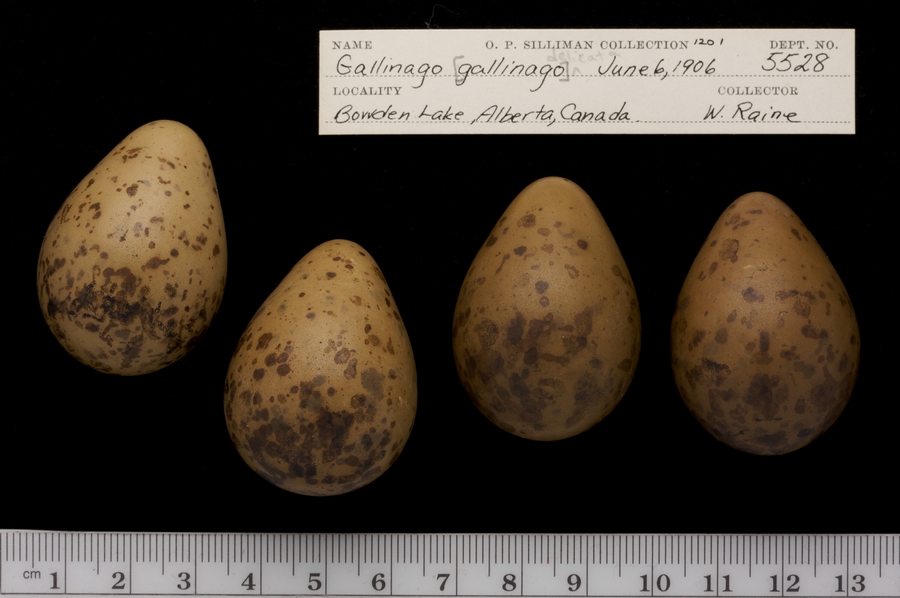 NAME O. P. SILLIMAN COLLECTION 1201 DEPT. NO.
Gallinago [gallinago] June 6, 1906 5528
LOCALITY COLLECTOR
Bowden Lake, Alberta, Canada. W. Raine
cm 1 2 3 4 5 6 7 8 9 10 11 12 13